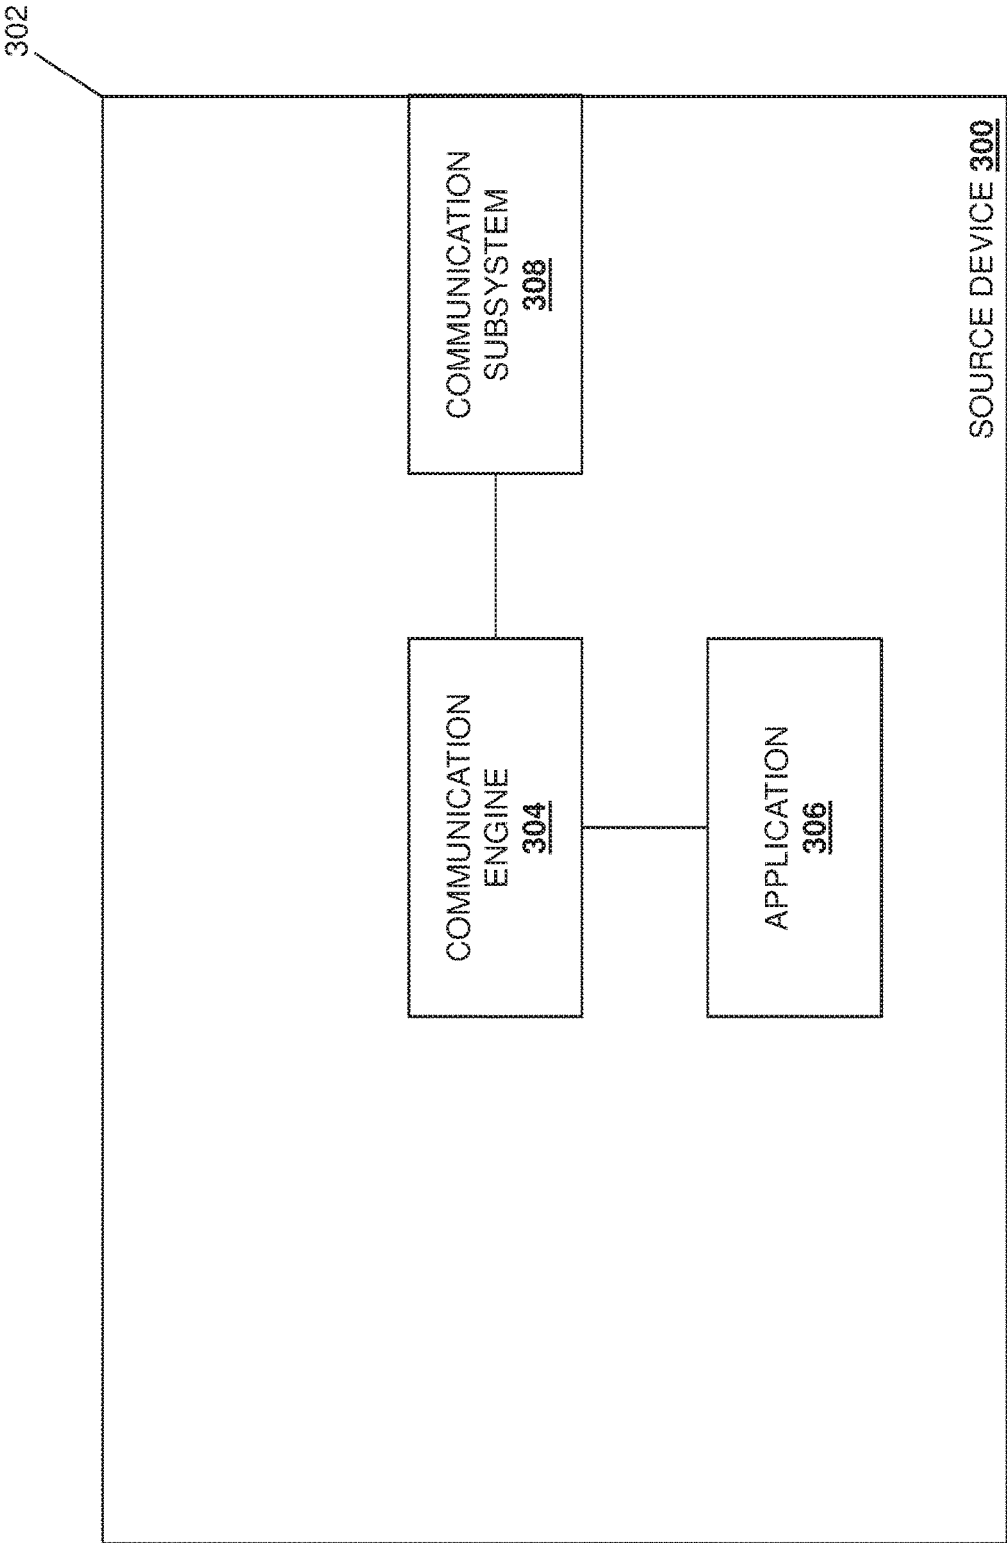 302
COMMUNICATION
SUBSYSTEM
308
COMMUNICATION
ENGINE
304
APPLICATION
306
SOURCE DEVICE 300